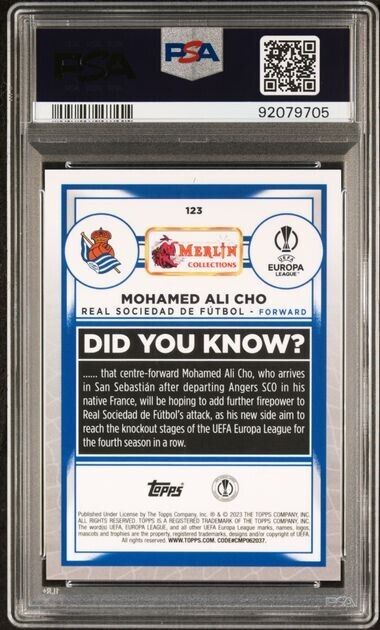 PSA
PSA
92079705
123
MERLIN
COLLECTIONS
UEFA
EUROPA
LEAGUE™
MOHAMED ALI CHO
REAL SOCIEDAD DE FÚTBOL - FORWARD
DID YOU KNOW?
...... that centre-forward Mohamed Ali Cho, who arrives
in San Sebastián after departing Angers SCO in his
native France, will be hoping to add further firepower to
Real Sociedad de Fútbol's attack, as his new side aim to
reach the knockout stages of the UEFA Europa League for
the fourth season in a row.
Topps
Published Under License by The Topps Company, Inc. ® & © 2023 THE TOPPS COMPANY, INC.
ALL RIGHTS RESERVED. TOPPS IS A REGISTERED TRADEMARK OF THE TOPPS COMPANY, INC.
The word(s) UEFA, EUROPA LEAGUE, and all other UEFA Europa League marks, names, logos,
mascots and trophies are the property, registered designs and/or copyright of UEFA.
All rights reserved. WWW.TOPPS.COM. CODE#CMP062037.